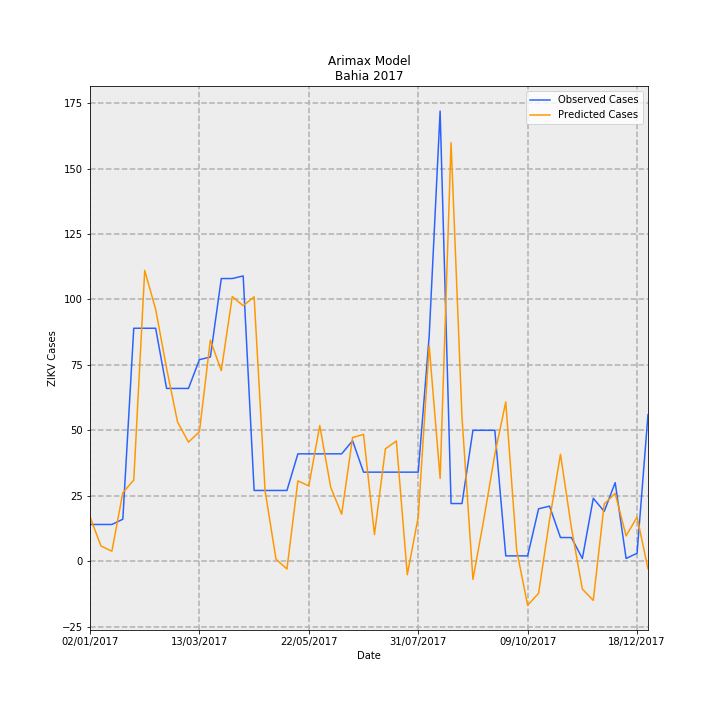 Arimax Model
Bahia 2017
Observed Cases
Predicted Cases
175
150
125
100
75
50
25
0
−25
ZIKV Cases
02/01/2017 13/03/2017 22/05/2017 31/07/2017 09/10/2017 18/12/2017
Date